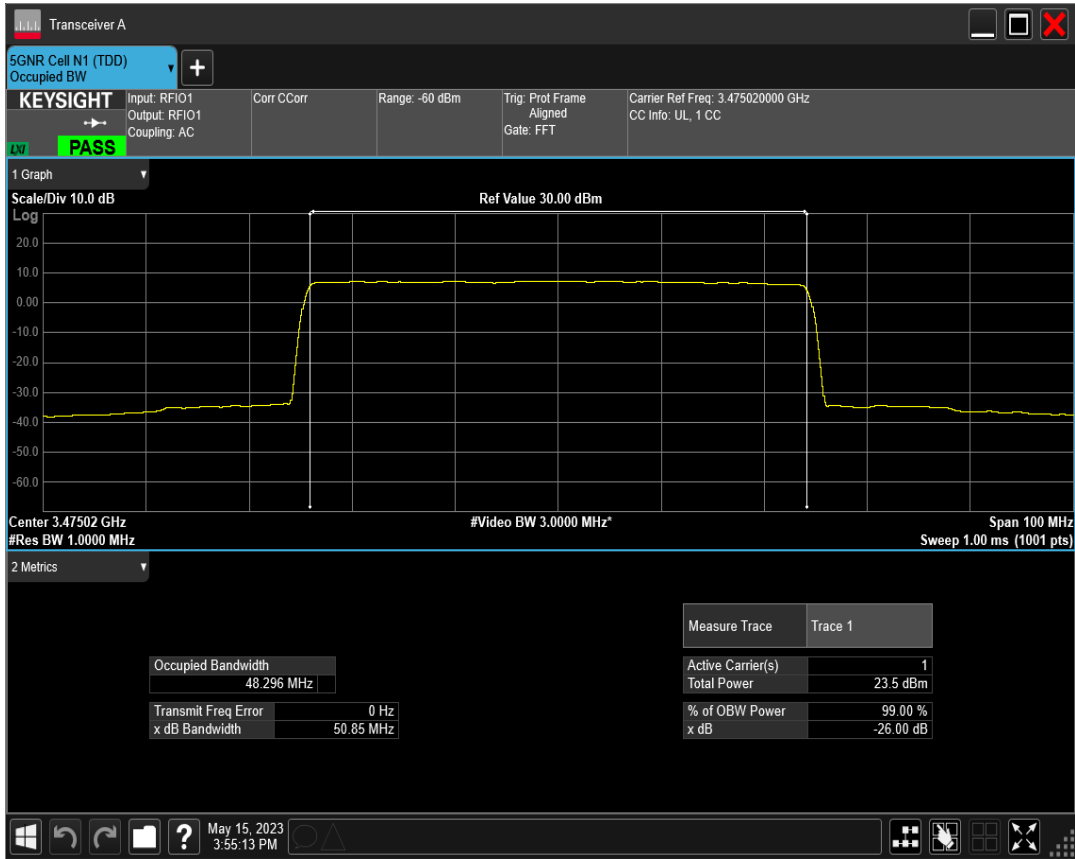 Transceiver A
5GNR Cell N1 (TDD)
Occupied BW
+
KEYSIGHT
LXI
PASS
Input: RFIO1
Output: RFIO1
Coupling: AC
Corr CCorr
Range: -60 dBm
Trig: Prot Frame
Aligned
Gate: FFT
Carrier Ref Freq: 3.475020000 GHz
CC Info: UL, 1 CC
1 Graph
Scale/Div 10.0 dB
Ref Value 30.00 dBm
Log
20.0
10.0
0.00
-10.0
-20.0
-30.0
-40.0
-50.0
-60.0
Center 3.47502 GHz
#Video BW 3.0000 MHz*
Span 100 MHz
#Res BW 1.0000 MHz
Sweep 1.00 ms (1001 pts)
2 Metrics
Measure Trace Trace 1
Occupied Bandwidth
48.296 MHz
Active Carrier(s) 1
Total Power 23.5 dBm
Transmit Freq Error 0 Hz
x dB Bandwidth 50.85 MHz
% of OBW Power 99.00 %
x dB -26.00 dB
?
May 15, 2023
3:55:13 PM